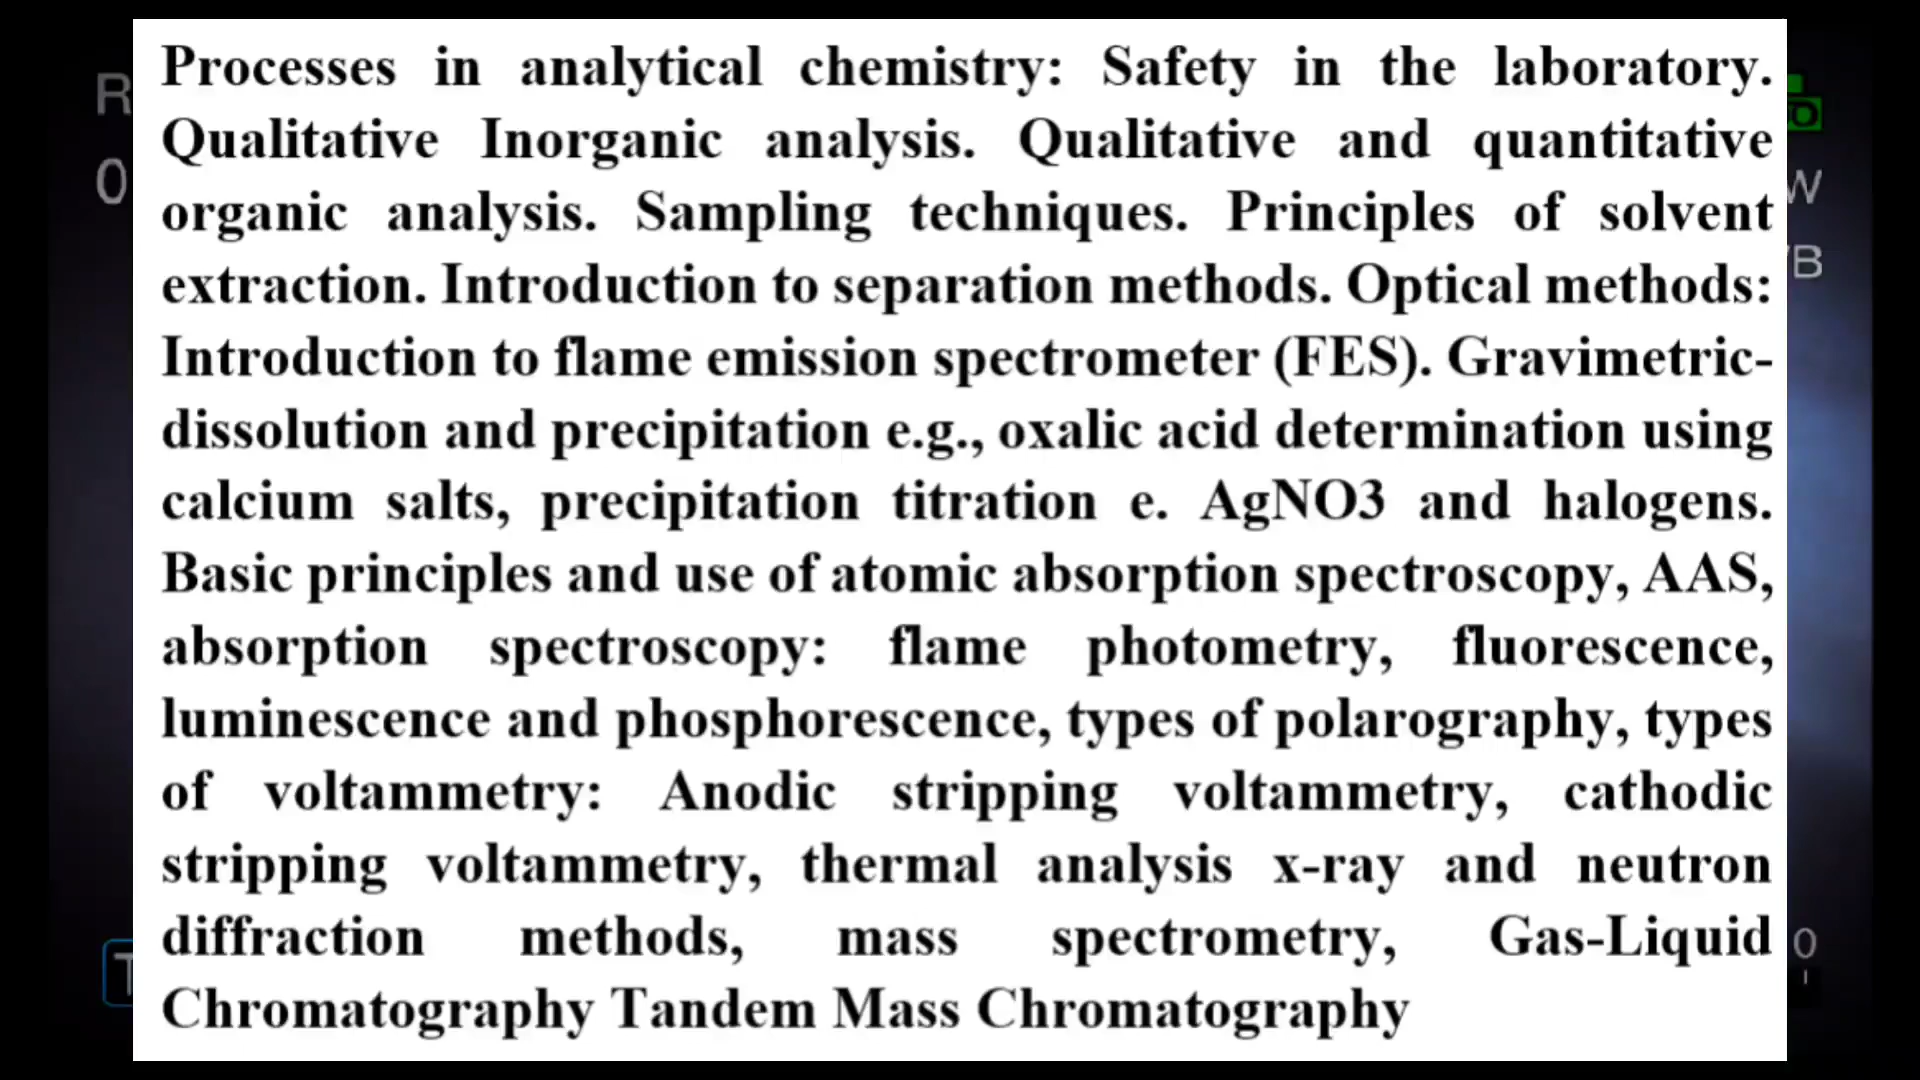 Processes in analytical chemistry: Safety in the laboratory.
Qualitative Inorganic analysis. Qualitative and quantitative
organic analysis. Sampling techniques. Principles of solvent
extraction. Introduction to separation methods. Optical methods:
Introduction to flame emission spectrometer (FES). Gravimetric-
dissolution and precipitation e.g., oxalic acid determination using
calcium salts, precipitation titration e. AgNO3 and halogens.
Basic principles and use of atomic absorption spectroscopy, AAS,
absorption spectroscopy: flame photometry, fluorescence,
luminescence and phosphorescence, types of polarography, types
of voltammetry: Anodic stripping voltammetry, cathodic
stripping voltammetry, thermal analysis x-ray and neutron
diffraction methods, mass spectrometry, Gas-Liquid
Chromatography Tandem Mass Chromatography